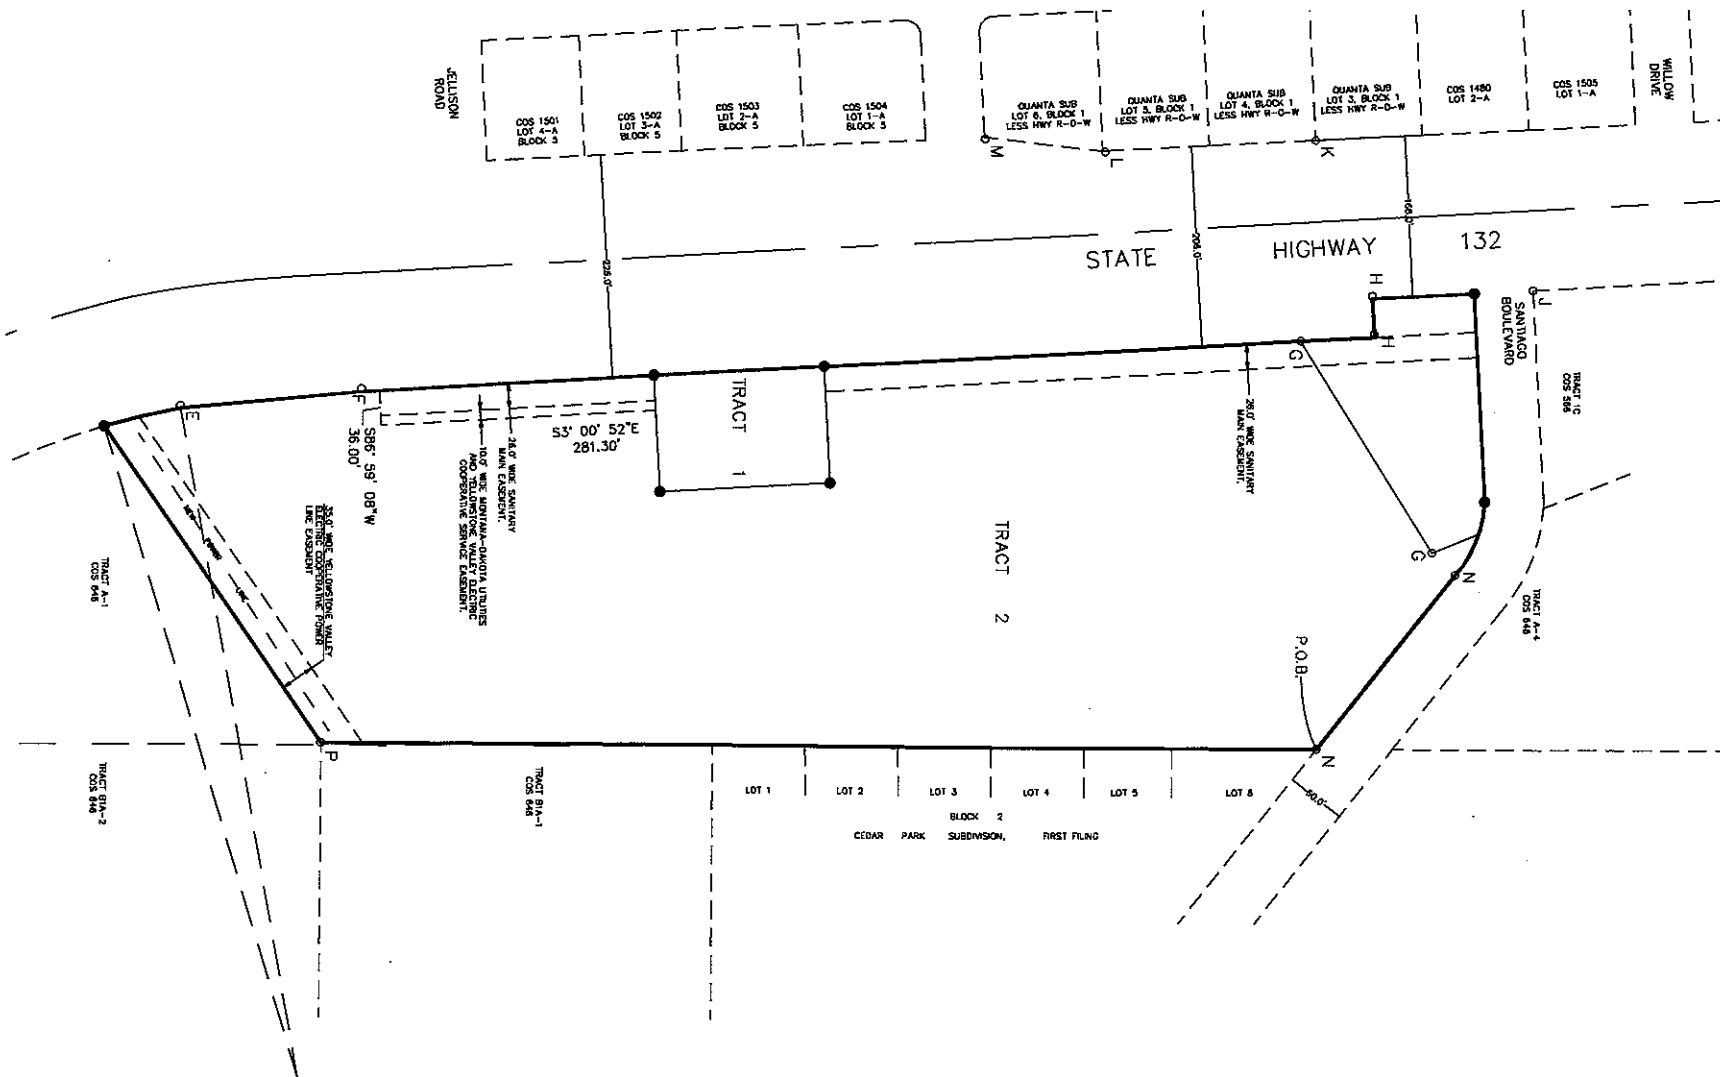 JELLISON
ROAD
COS 1501
LOT 4-A
BLOCK 5
COS 1502
LOT 3-A
BLOCK 5
COS 1503
LOT 2-A
BLOCK 5
COS 1504
LOT 1-A
BLOCK 5
QUANTA SUB
LOT 6, BLOCK 1
LESS HWY R-O-W
QUANTA SUB
LOT 5, BLOCK 1
LESS HWY R-O-W
QUANTA SUB
LOT 4, BLOCK 1
LESS HWY R-O-W
QUANTA SUB
LOT 3, BLOCK 1
LESS HWY R-O-W
COS 1480
LOT 2-A
COS 1505
LOT 1-A
WILLOW
DRIVE
M
L
K
225.0'
STATE HIGHWAY 132
H
J
SANTIAGO
BOULEVARD
H
G
TRACT 1C
COS 566
E
F
S86° 59' 08"W
36.00'
S3° 00' 52"E
281.30'
TRACT 1
26.0' WIDE SANITARY
MAIN EASEMENT.
10.0' WIDE MONTANA-DAKOTA UTILITIES
AND YELLOWSTONE VALLEY ELECTRIC
COOPERATIVE SERVICE EASEMENT.
26.0' WIDE SANITARY
MAIN EASEMENT.
35.0' WIDE YELLOWSTONE VALLEY
ELECTRIC COOPERATIVE POWER
LINE EASEMENT
NEW POWER LINE
TRACT 2
G
N
TRACT A-1
COS 646
TRACT A-4
COS 646
P.O.B.
P
N
TRACT B1A-2
COS 646
TRACT B1A-1
COS 646
LOT 1
LOT 2
LOT 3
LOT 4
LOT 5
LOT 6
50.0'
BLOCK 2
CEDAR PARK SUBDIVISION, FIRST FILING